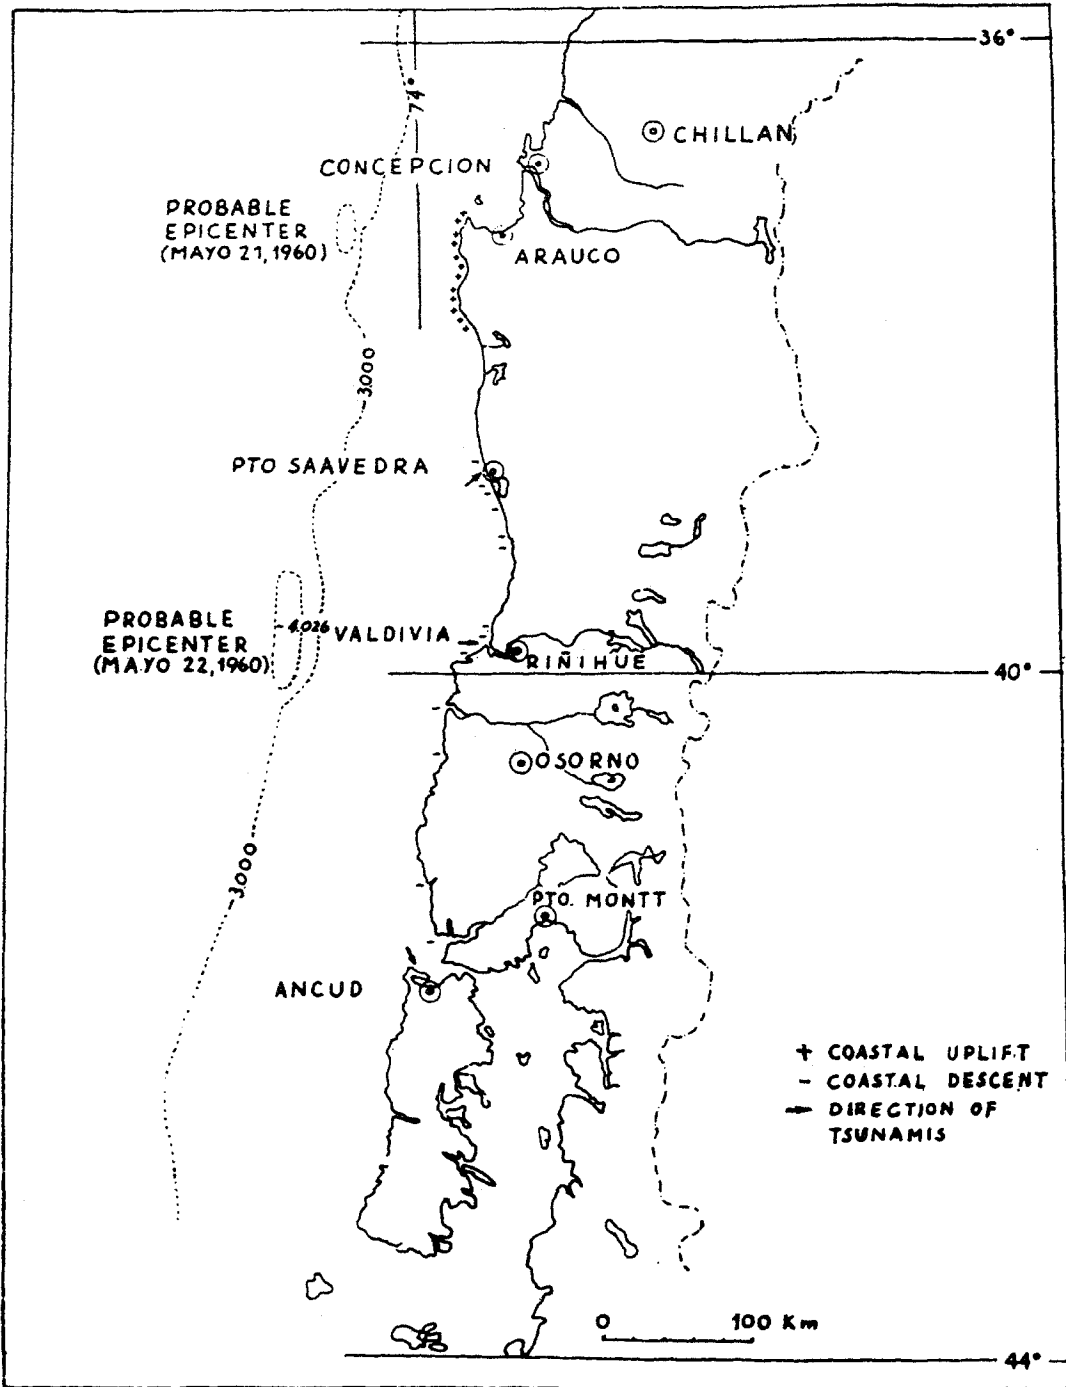 36°
74°
CHILLAN
CONCEPCION
PROBABLE
EPICENTER
(MAYO 21, 1960)
ARAUCO
3.000
PTO SAAVEDRA
PROBABLE
EPICENTER
(MAYO 22, 1960)
4.026
VALDIVIA
RIÑIHUE
40°
OSORNO
3.000
PTO. MONTT
ANCUD
+ COASTAL UPLIFT
- COASTAL DESCENT
→ DIRECTION OF
TSUNAMIS
0 100 Km
44°